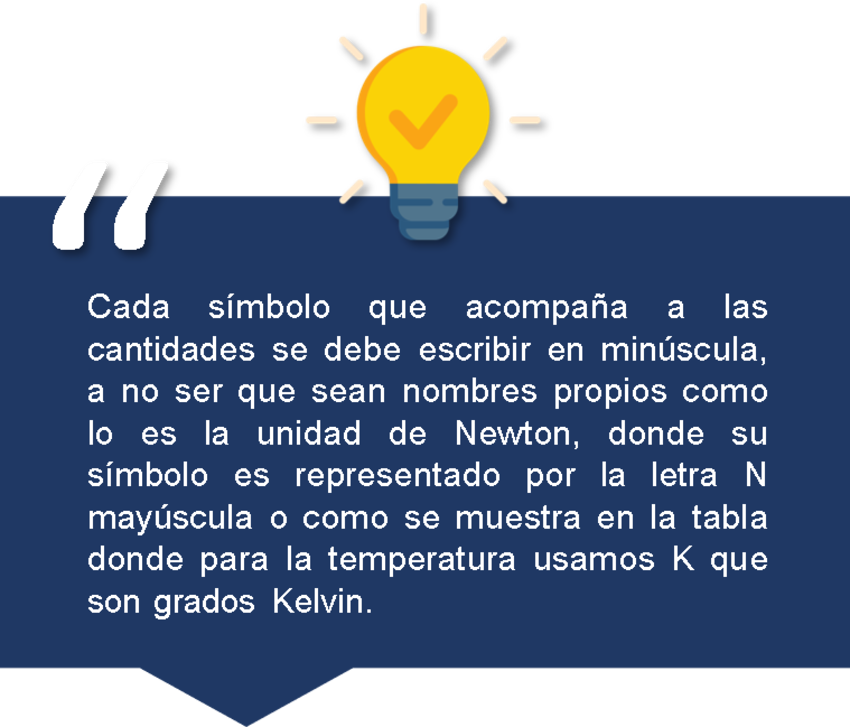 Cada símbolo que acompaña a las
cantidades se debe escribir en minúscula,
a no ser que sean nombres propios como
lo es la unidad de Newton, donde su
símbolo es representado por la letra N
mayúscula o como se muestra en la tabla
donde para la temperatura usamos K que
son grados Kelvin.